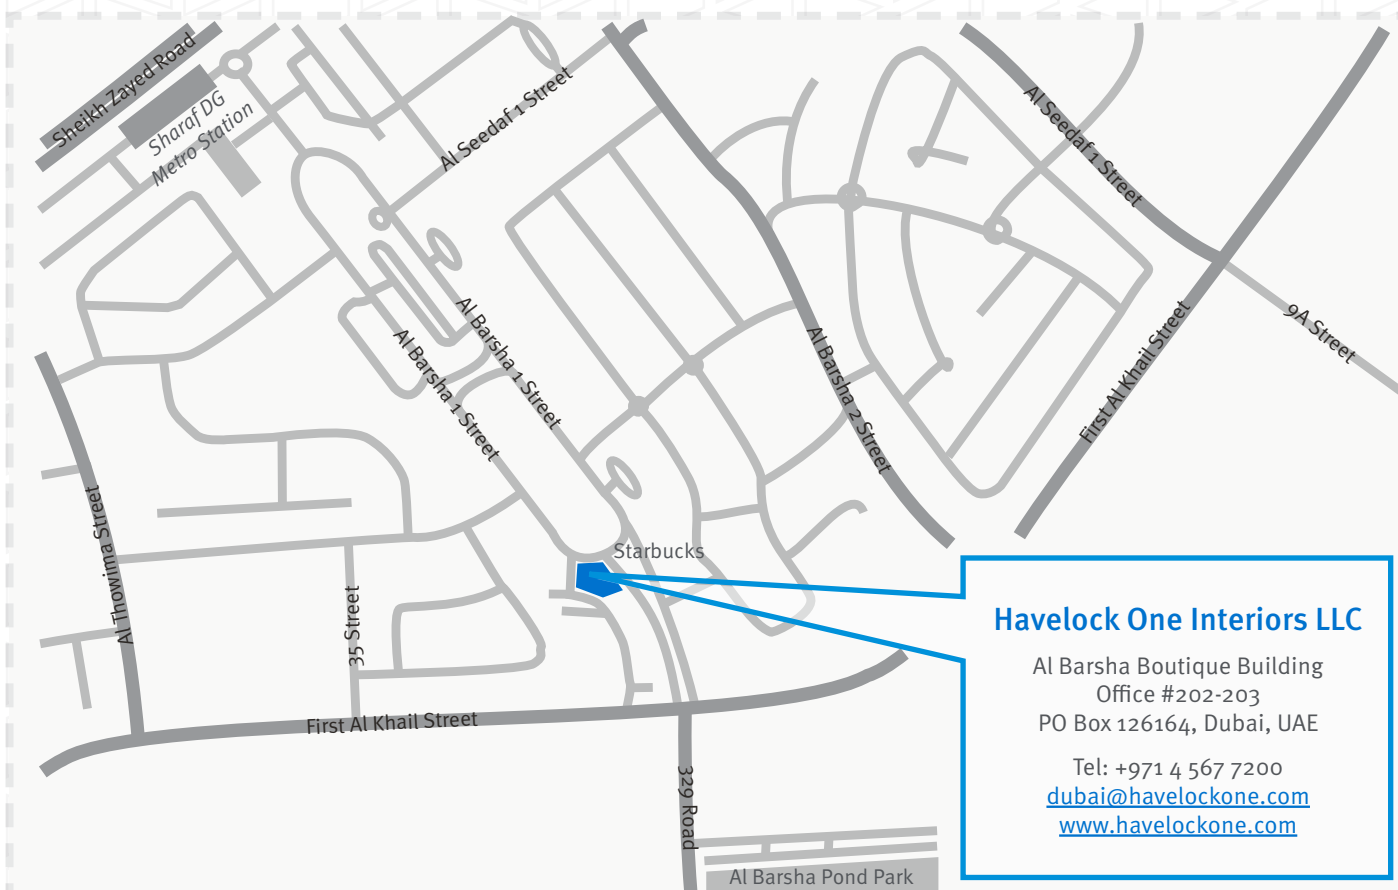 Sheikh Zayed Road
Sharaf DG
Metro Station
Al Seedaf 1 Street
Al Seedaf 1 Street
Al Barsha 1 Street
Al Barsha 1 Street
Al Barsha 2 Street
First Al Khail Street
9A Street
Al Thowima Street
35 Street
Starbucks
First Al Khail Street
329 Road
Al Barsha Pond Park
Havelock One Interiors LLC
Al Barsha Boutique Building
Office #202-203
PO Box 126164, Dubai, UAE
Tel: +971 4 567 7200
dubai@havelockone.com
www.havelockone.com